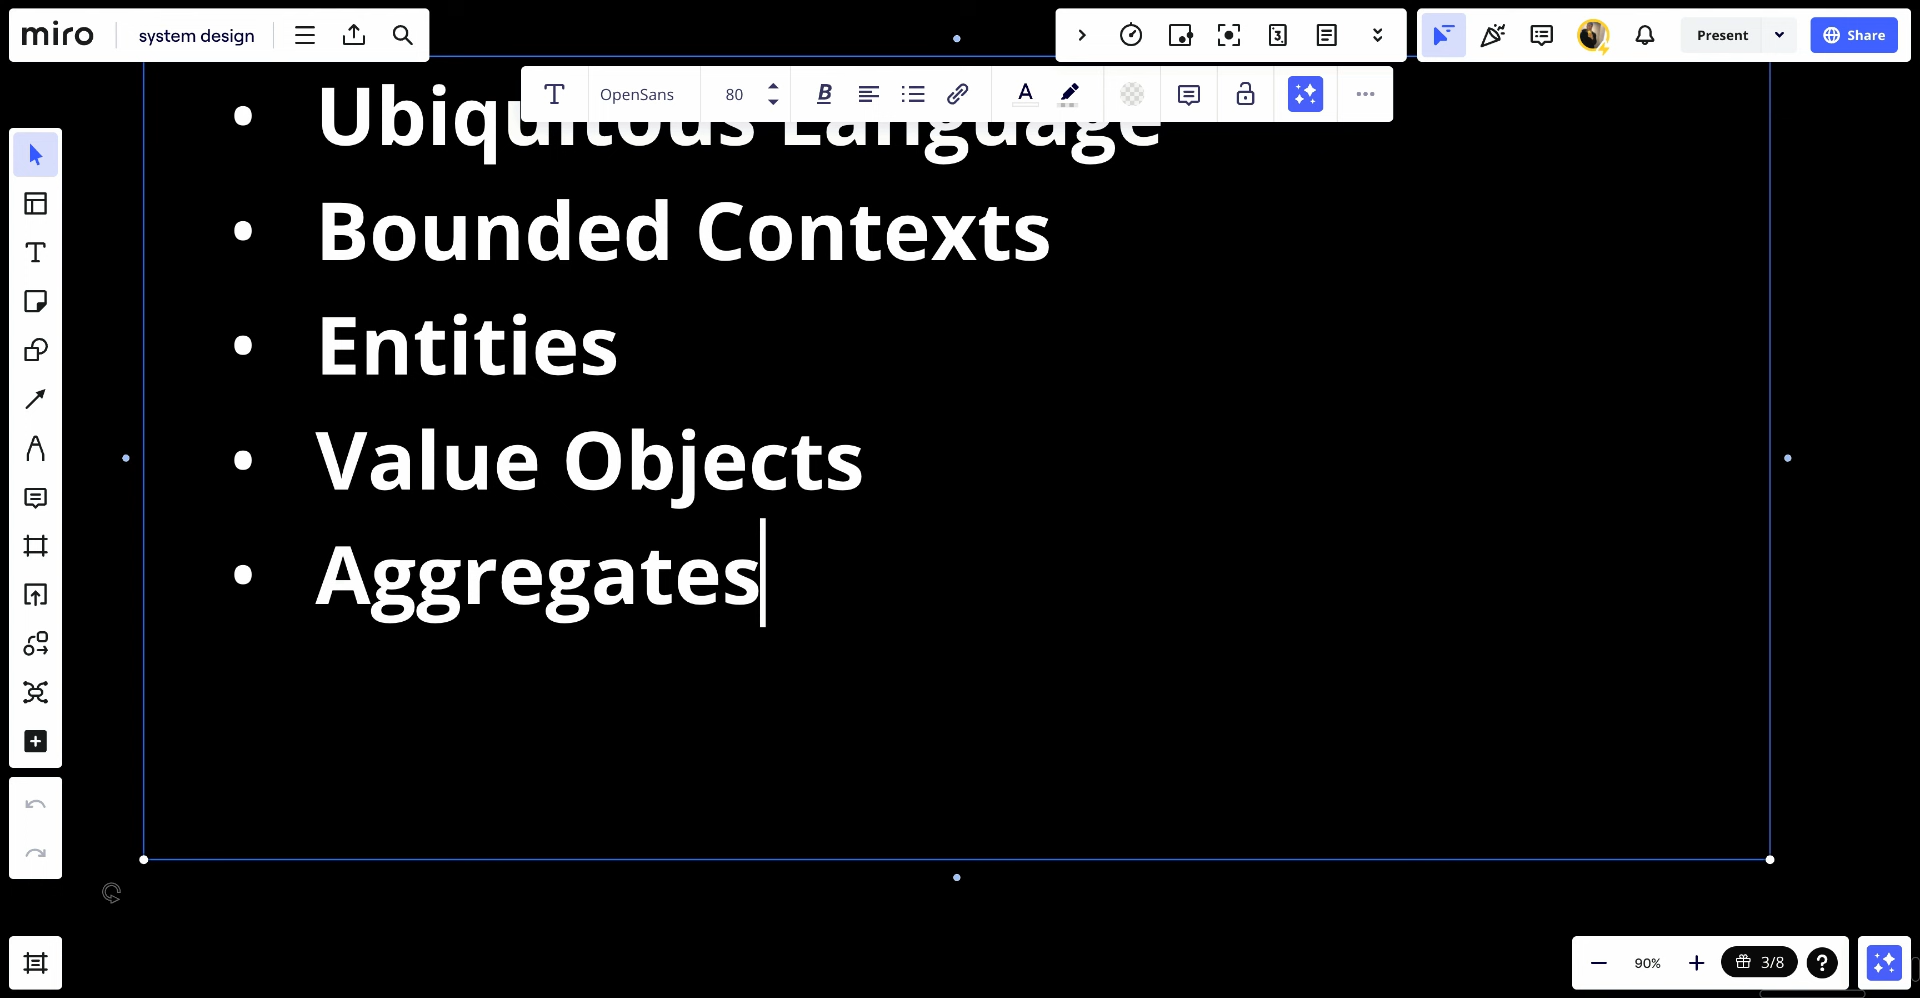 miro
system design
Present
Share
OpenSans
80
B
A
• Ubiquitous Language
• Bounded Contexts
• Entities
• Value Objects
• Aggregates
90%
3/8
?